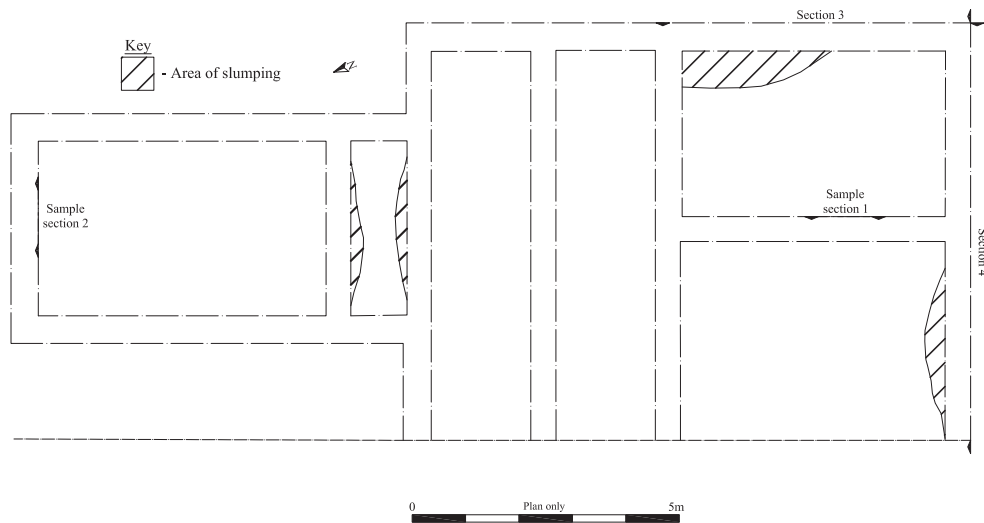 Section 3
Key
- Area of slumping
N
Sample
section 2
Sample
section 1
Section 4
0
Plan only
5m